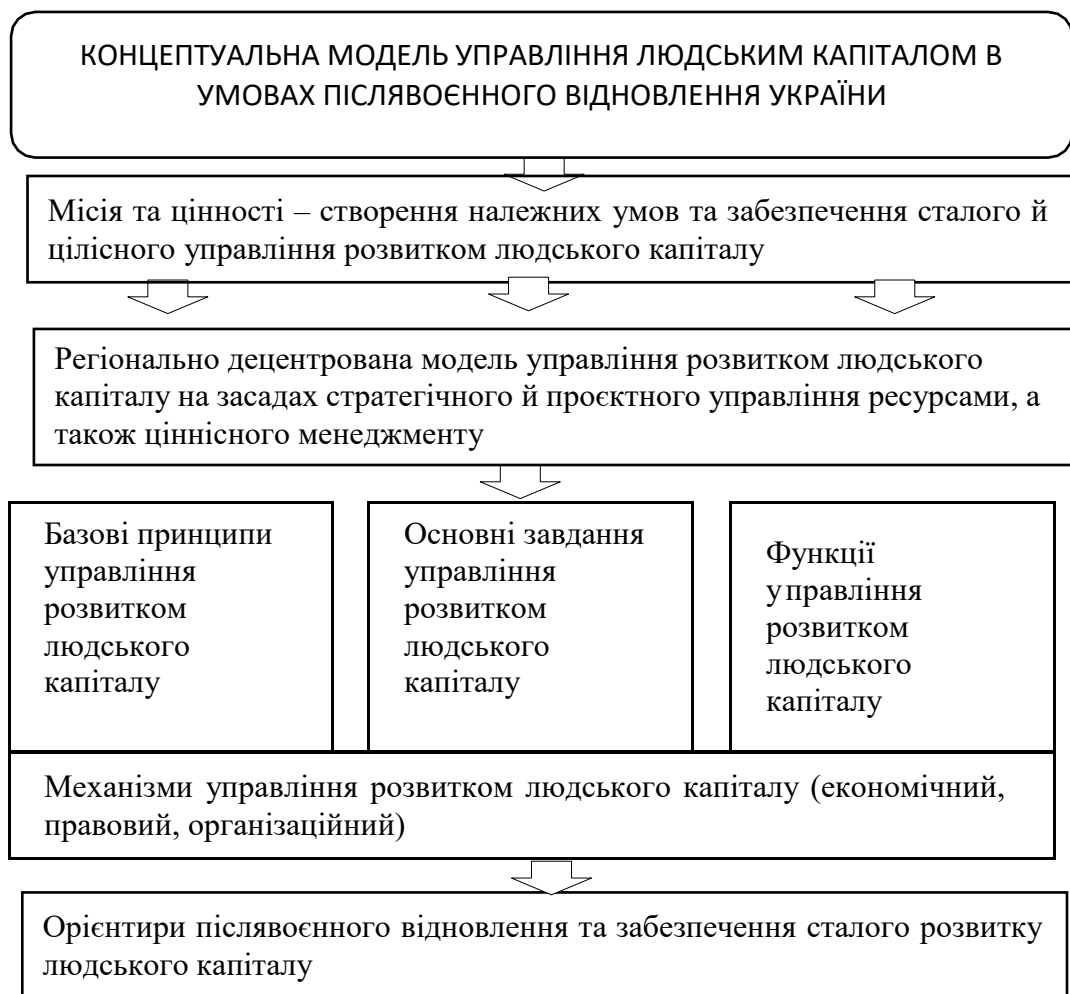 КОНЦЕПТУАЛЬНА МОДЕЛЬ УПРАВЛІННЯ ЛЮДСЬКИМ КАПІТАЛОМ В
УМОВАХ ПІСЛЯВОЄННОГО ВІДНОВЛЕННЯ УКРАЇНИ
Місія та цінності – створення належних умов та забезпечення сталого й
цілісного управління розвитком людського капіталу
Регіонально децентрована модель управління розвитком людського
капіталу на засадах стратегічного й проєктного управління ресурсами, а
також ціннісного менеджменту
Базові принципи
управління
розвитком
людського
капіталу
Основні завдання
управління
розвитком
людського
капіталу
Функції
управління
розвитком
людського
капіталу
Механізми управління розвитком людського капіталу (економічний,
правовий, організаційний)
Орієнтири післявоєнного відновлення та забезпечення сталого розвитку
людського капіталу